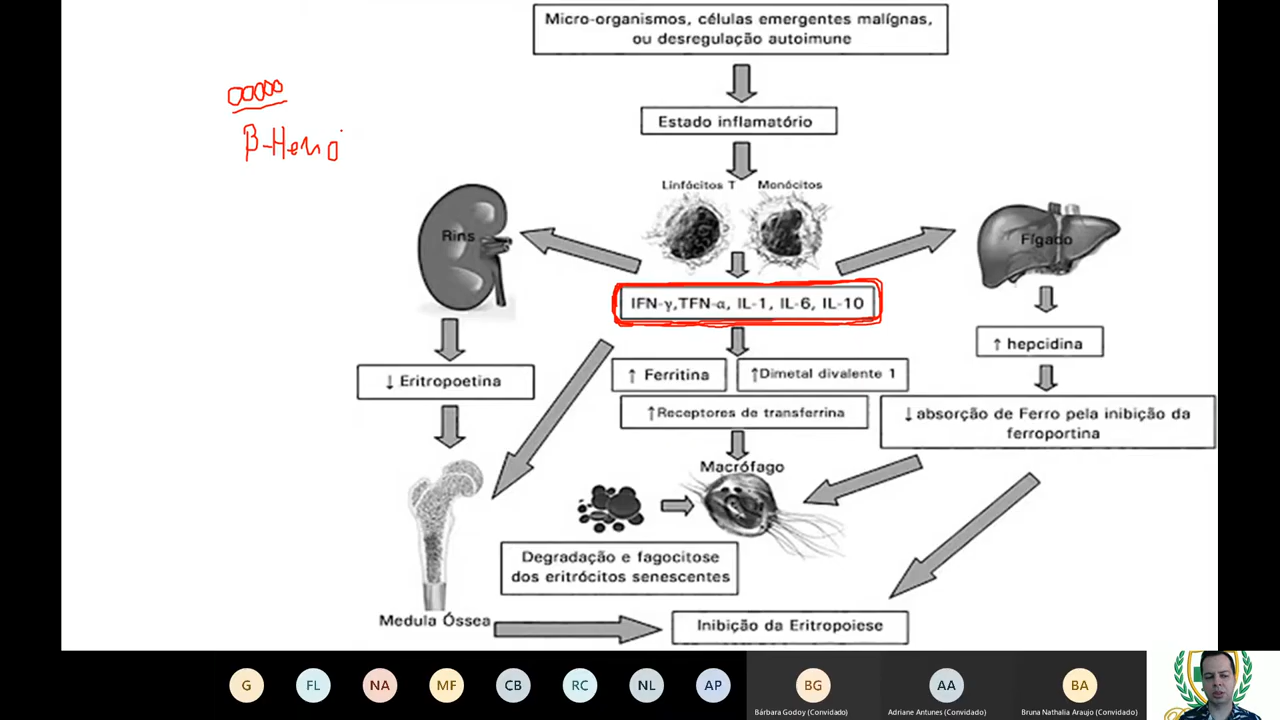 Micro-organismos, células emergentes malígnas,
ou desregulação autoimune
Estado inflamatório
Linfócitos T
Monócitos
Rins
Fígado
IFN-γ,TFN-α, IL-1, IL-6, IL-10
↑ hepcidina
↓ Eritropoetina
↑ Ferritina
↑Dimetal divalente 1
↑Receptores de transferrina
↓absorção de Ferro pela inibição da
ferroportina
Macrófago
Degradação e fagocitose
dos eritrócitos senescentes
Medula Óssea
Inibição da Eritropoiese
G
FL
NA
MF
CB
RC
NL
AP
BG
AA
BA
Bárbara Godoy (Convidado)
Adriane Antunes (Convidado)
Bruna Nathalia Araujo (Convidado)